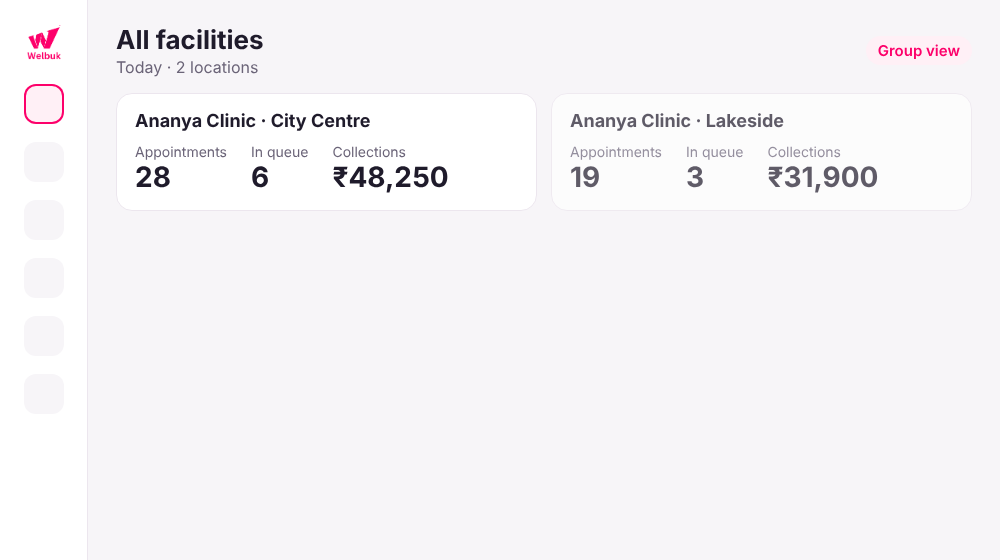 Welbuk
All facilities
Today · 2 locations
Group view
Ananya Clinic · City Centre
Appointments In queue Collections
28 6 ₹48,250
Ananya Clinic · Lakeside
Appointments In queue Collections
19 3 ₹31,900